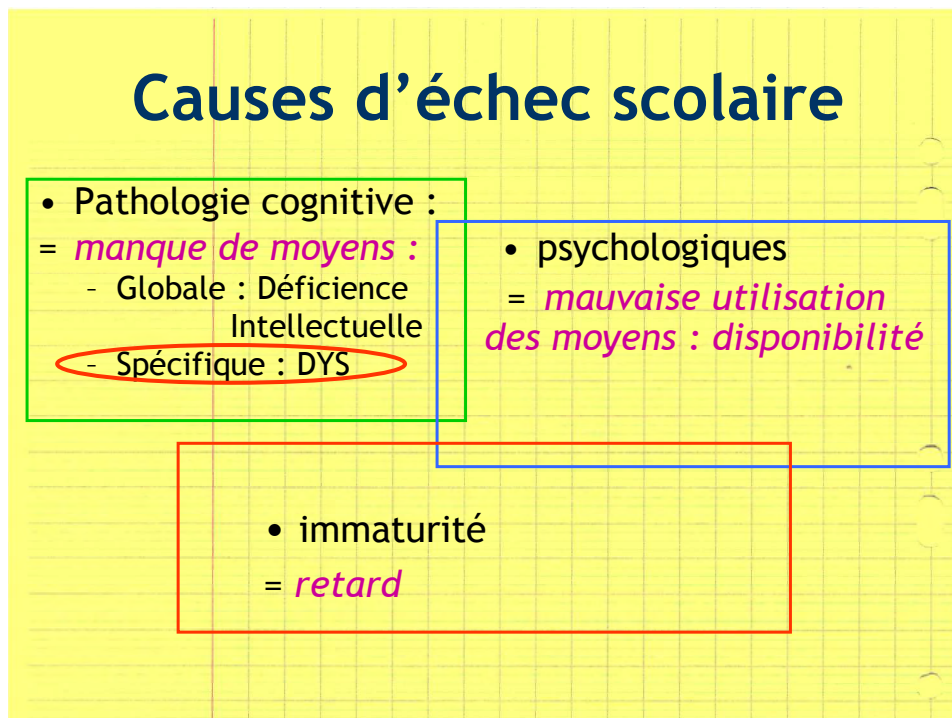 Causes d’échec scolaire
• Pathologie cognitive :
= manque de moyens :
– Globale : Déficience
Intellectuelle
– Spécifique : DYS
• psychologiques
= mauvaise utilisation
des moyens : disponibilité
• immaturité
= retard